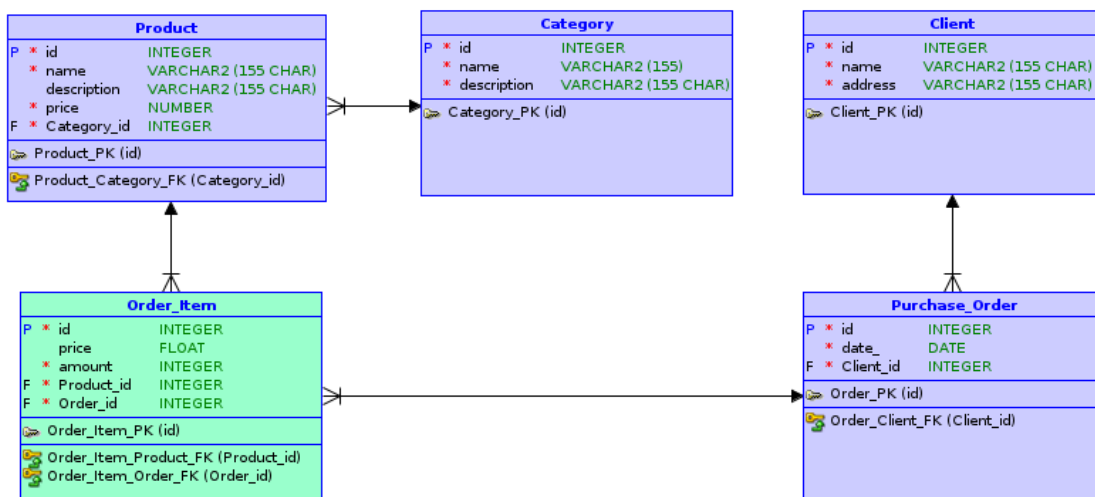 Product
P * id INTEGER
* name VARCHAR2 (155 CHAR)
description VARCHAR2 (155 CHAR)
* price NUMBER
F * Category_id INTEGER
Product_PK (id)
Product_Category_FK (Category_id)
Category
P * id INTEGER
* name VARCHAR2 (155)
* description VARCHAR2 (155 CHAR)
Category_PK (id)
Client
P * id INTEGER
* name VARCHAR2 (155 CHAR)
* address VARCHAR2 (155 CHAR)
Client_PK (id)
Order_Item
P * id INTEGER
price FLOAT
* amount INTEGER
F * Product_id INTEGER
F * Order_id INTEGER
Order_Item_PK (id)
Order_Item_Product_FK (Product_id)
Order_Item_Order_FK (Order_id)
Purchase_Order
P * id INTEGER
* date_ DATE
F * Client_id INTEGER
Order_PK (id)
Order_Client_FK (Client_id)